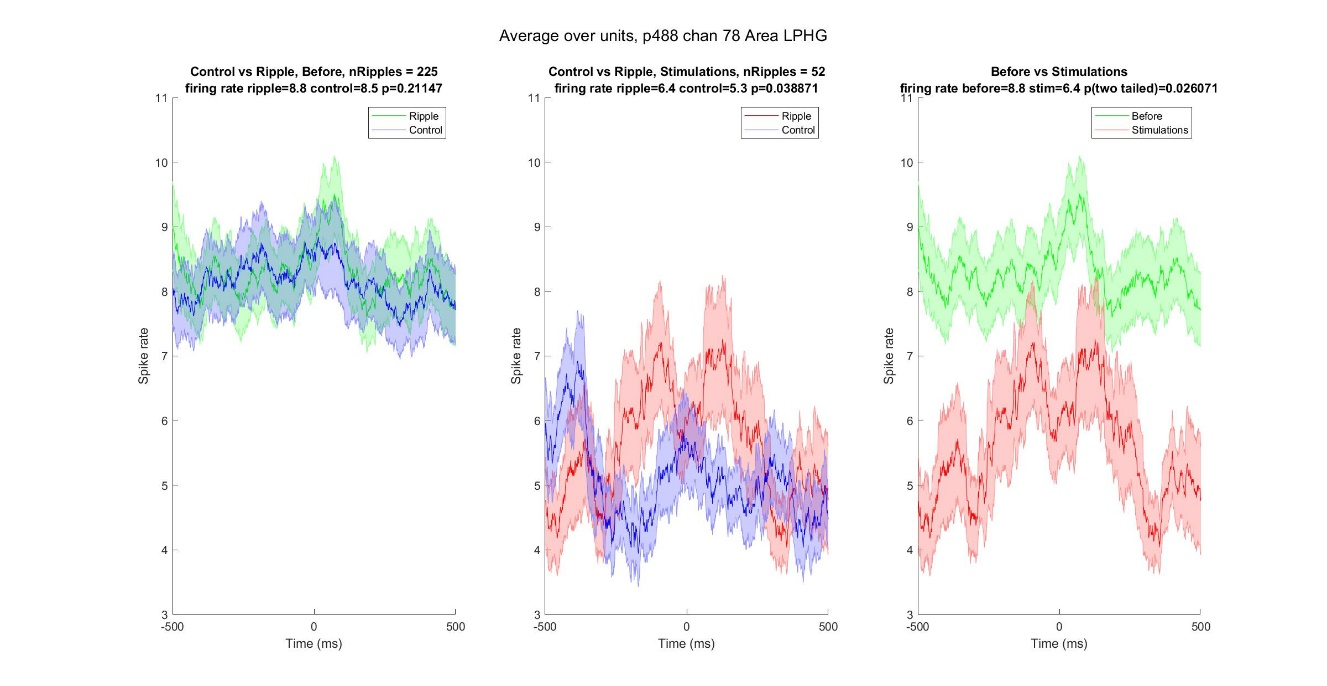 Average over units, p488 chan 78 Area LPHG
Control vs Ripple, Before, nRipples = 225
firing rate ripple=8.8 control=8.5 p=0.21147
Ripple
Control
11
10
9
8
7
6
5
4
3
Spike rate
-500
0
500
Time (ms)
Control vs Ripple, Stimulations, nRipples = 52
firing rate ripple=6.4 control=5.3 p=0.038871
Ripple
Control
11
10
9
8
7
6
5
4
3
Spike rate
-500
0
500
Time (ms)
Before vs Stimulations
firing rate before=8.8 stim=6.4 p(two tailed)=0.026071
Before
Stimulations
11
10
9
8
7
6
5
4
3
Spike rate
-500
0
500
Time (ms)